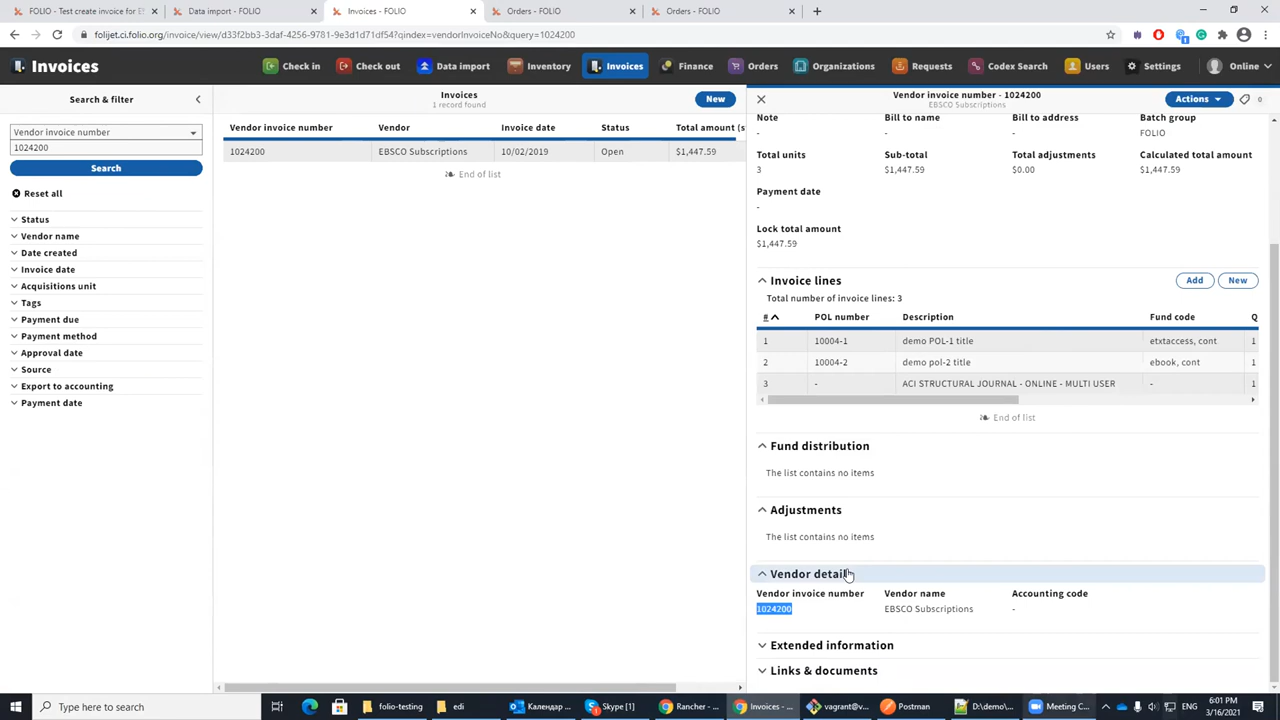 FOLIO - Test create invoice for EI
Data import - FOLIO
Invoices - FOLIO
Orders - FOLIO
Orders - FOLIO
folijet.ci.folio.org/invoice/view/d33f2bb3-3daf-4256-9781-9e3d1d71df54?qindex=vendorInvoiceNo&query=1024200
Invoices
Check in
Check out
Data import
Inventory
Invoices
Finance
Orders
Organizations
Requests
Codex Search
Users
Settings
Online
Search & filter
Vendor invoice number
1024200
Search
Reset all
Status
Vendor name
Date created
Invoice date
Acquisitions unit
Tags
Payment due
Payment method
Approval date
Source
Export to accounting
Payment date
Invoices
1 record found
New
Vendor invoice number Vendor Invoice date Status Total amount (s
1024200 EBSCO Subscriptions 10/02/2019 Open $1,447.59
End of list
Vendor invoice number - 1024200
EBSCO Subscriptions
Actions
0
Note Bill to name Bill to address Batch group
- - - FOLIO
Total units Sub-total Total adjustments Calculated total amount
3 $1,447.59 $0.00 $1,447.59
Payment date
-
Lock total amount
$1,447.59
Invoice lines
Add New
Total number of invoice lines: 3
# POL number Description Fund code Q
1 10004-1 demo POL-1 title etxtaccess, cont 1
2 10004-2 demo pol-2 title ebook, cont 1
3 - ACI STRUCTURAL JOURNAL - ONLINE - MULTI USER - 1
End of list
Fund distribution
The list contains no items
Adjustments
The list contains no items
Vendor detail
Vendor invoice number Vendor name Accounting code
1024200 EBSCO Subscriptions -
Extended information
Links & documents
Type here to search
folio-testing
edi
Календар ...
Skype [1]
Rancher - ...
Invoices - ...
vagrant@v...
Postman
D:\demo\...
Meeting C...
6:01 PM
3/16/2021